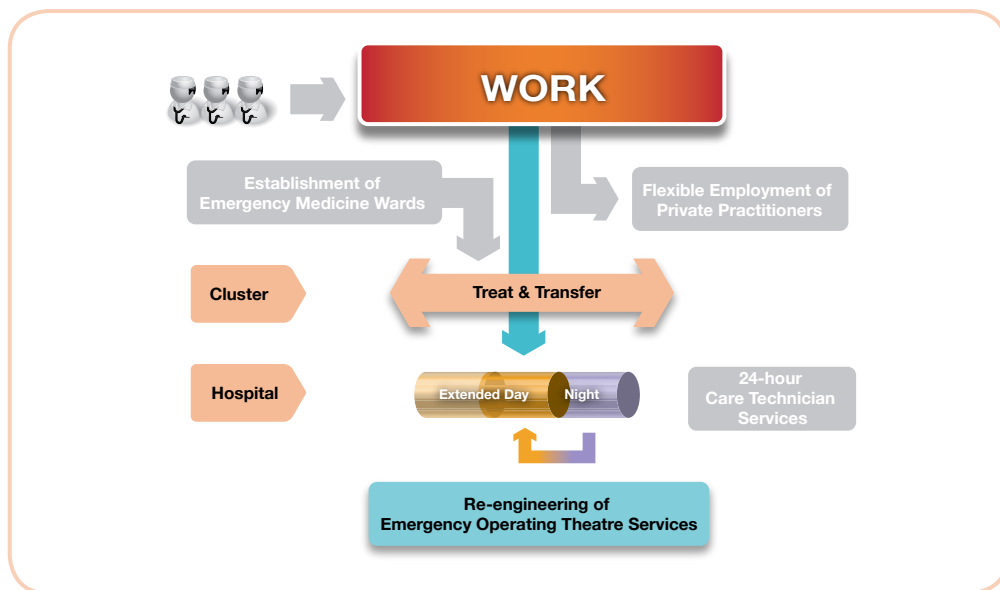 WORK
Establishment of
Emergency Medicine Wards
Flexible Employment of
Private Practitioners
Cluster
Treat & Transfer
Hospital
Extended Day
Night
24-hour
Care Technician
Services
Re-engineering of
Emergency Operating Theatre Services